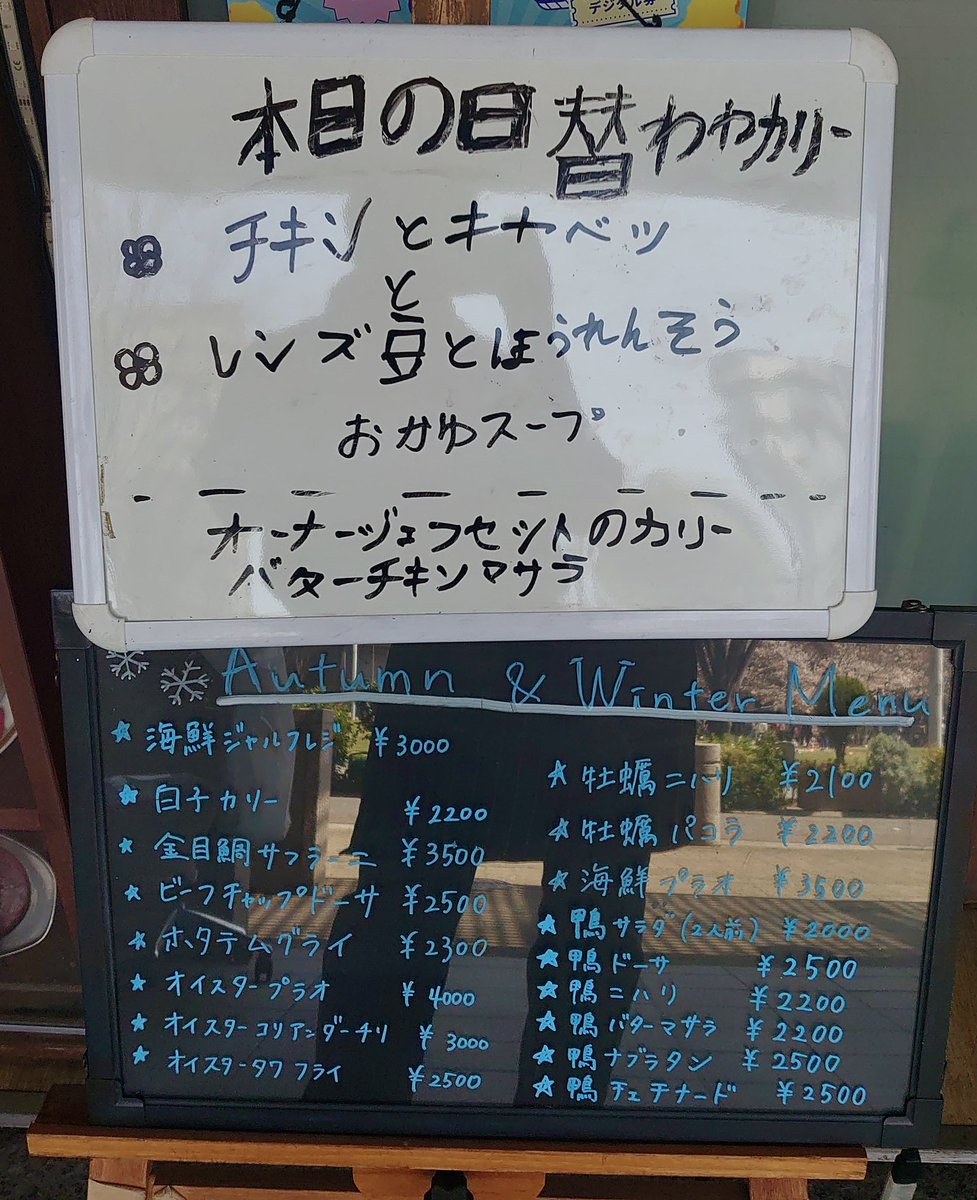 デジタル券
本日の日替わりカリー
チキンとキャベツ
と
レンズ豆とほうれんそう
おかゆスープ
オーナージェフセットのカリー
バターチキンマサラ
Autumn & Winter Menu
★ 海鮮ジャルフレジ ¥3000
★ 白子カリー ¥2200
★ 金目鯛サフラーニ ¥3500
★ ビーフチャップドーサ ¥2500
★ ホタテムグライ ¥2300
★ オイスタープラオ ¥4000
★ オイスターコリアンダーチリ ¥3000
★ オイスタータワフライ ¥2500
★ 牡蠣ニハリ ¥2100
★ 牡蠣パコラ ¥2200
★ 海鮮プラオ ¥3500
★ 鴨サラダ(2人前) ¥2000
★ 鴨ドーサ ¥2500
★ 鴨ニハリ ¥2200
★ 鴨バターマサラ ¥2200
★ 鴨ナブラタン ¥2500
★ 鴨チェチナード ¥2500